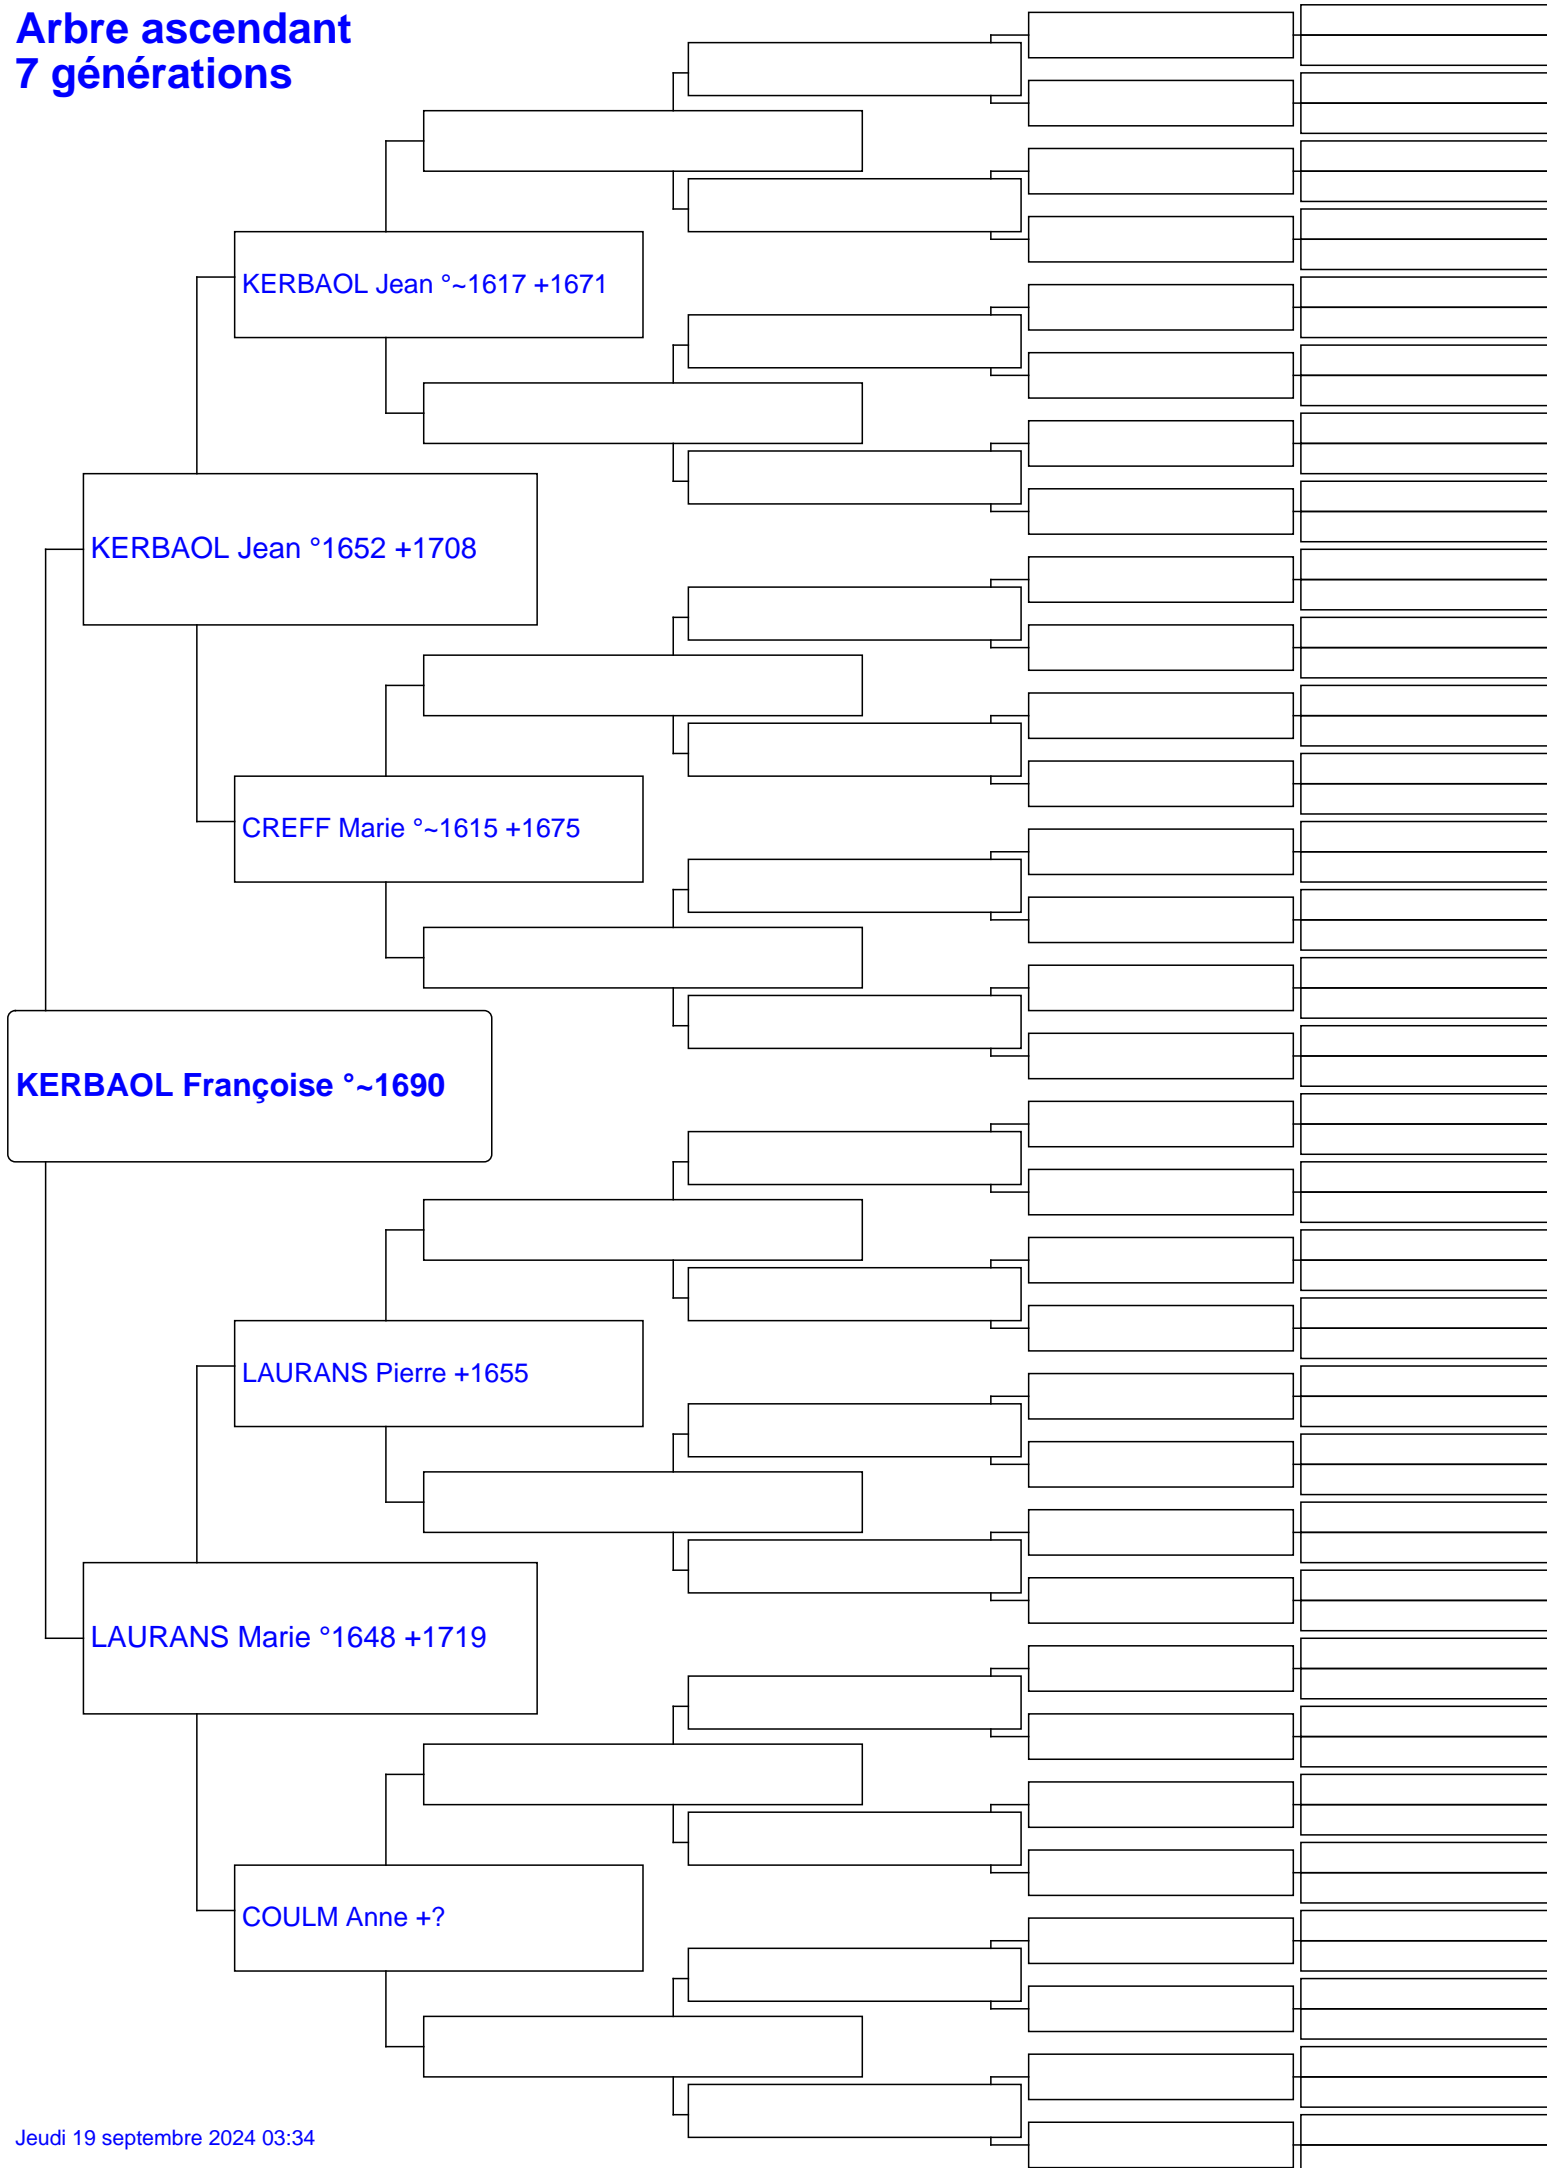 Arbre ascendant
7 générations
KERBAOL Jean °~1617 +1671
KERBAOL Jean °1652 +1708
CREFF Marie °~1615 +1675
KERBAOL Françoise °~1690
LAURANS Pierre +1655
LAURANS Marie °1648 +1719
COULM Anne +?
Jeudi 19 septembre 2024 03:34